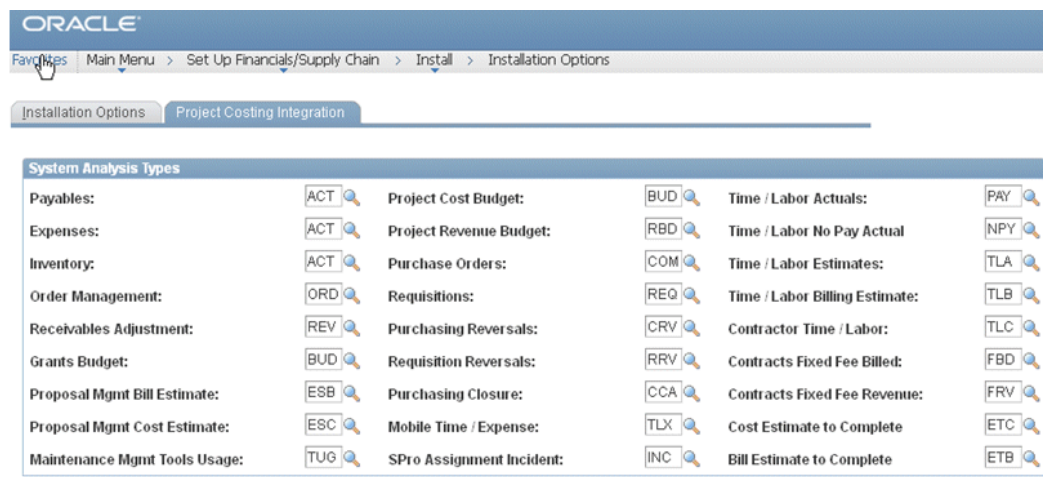 ORACLE
Favorites Main Menu > Set Up Financials/Supply Chain > Install > Installation Options
Installation Options Project Costing Integration
System Analysis Types
Payables: ACT Project Cost Budget: BUD Time / Labor Actuals: PAY
Expenses: ACT Project Revenue Budget: RBD Time / Labor No Pay Actual NPY
Inventory: ACT Purchase Orders: COM Time / Labor Estimates: TLA
Order Management: ORD Requisitions: REQ Time / Labor Billing Estimate: TLB
Receivables Adjustment: REV Purchasing Reversals: CRV Contractor Time / Labor: TLC
Grants Budget: BUD Requisition Reversals: RRV Contracts Fixed Fee Billed: FBD
Proposal Mgmt Bill Estimate: ESB Purchasing Closure: CCA Contracts Fixed Fee Revenue: FRV
Proposal Mgmt Cost Estimate: ESC Mobile Time / Expense: TLX Cost Estimate to Complete ETC
Maintenance Mgmt Tools Usage: TUG SPro Assignment Incident: INC Bill Estimate to Complete ETB